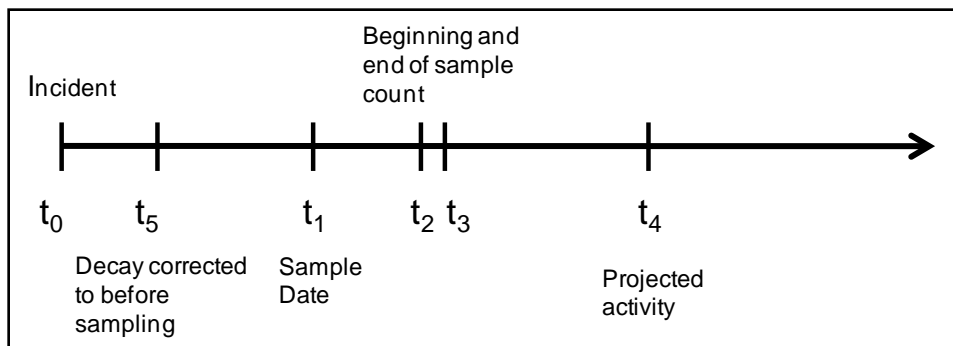 Beginning and
end of sample
count
Incident
t₀
t₅
t₁
t₂
t₃
t₄
Decay corrected
to before
sampling
Sample
Date
Projected
activity